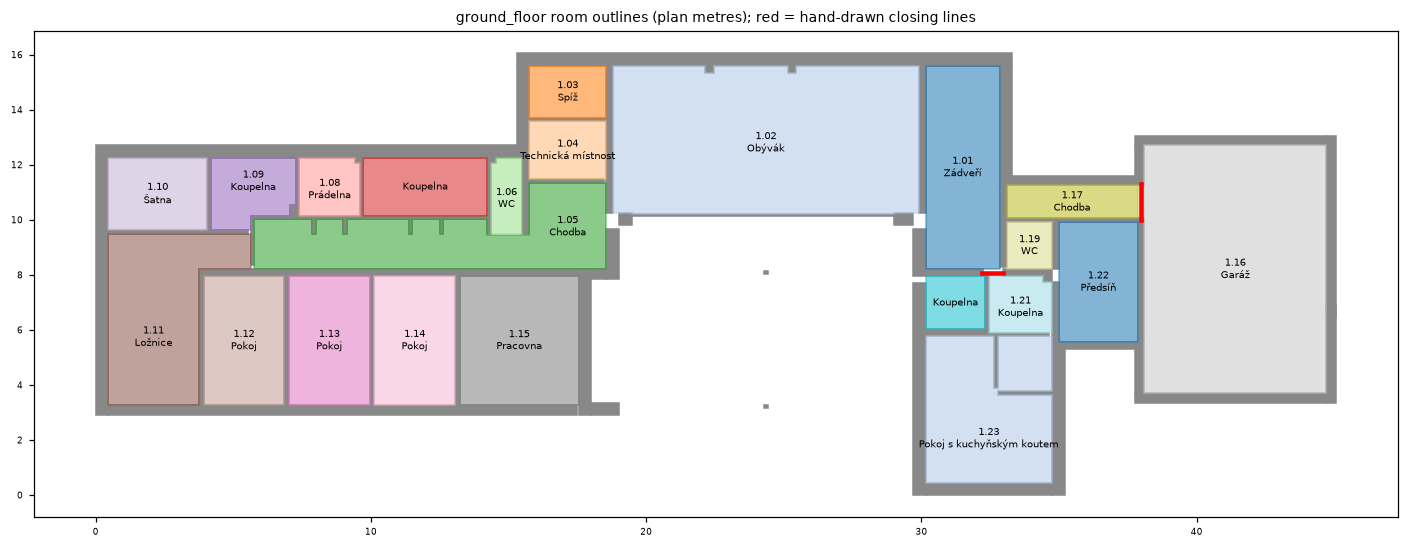 ground_floor room outlines (plan metres); red = hand-drawn closing lines
16
14
12
10
8
6
4
2
0
0
10
20
30
40
1.03
Spíž
1.04
Technická místnost
1.02
Obývák
1.01
Zádveří
1.10
Šatna
1.09
Koupelna
1.08
Prádelna
Koupelna
1.06
WC
1.05
Chodba
1.17
Chodba
1.19
WC
1.22
Předsíň
1.16
Garáž
1.11
Ložnice
1.12
Pokoj
1.13
Pokoj
1.14
Pokoj
1.15
Pracovna
Koupelna
1.21
Koupelna
1.23
Pokoj s kuchyňským koutem